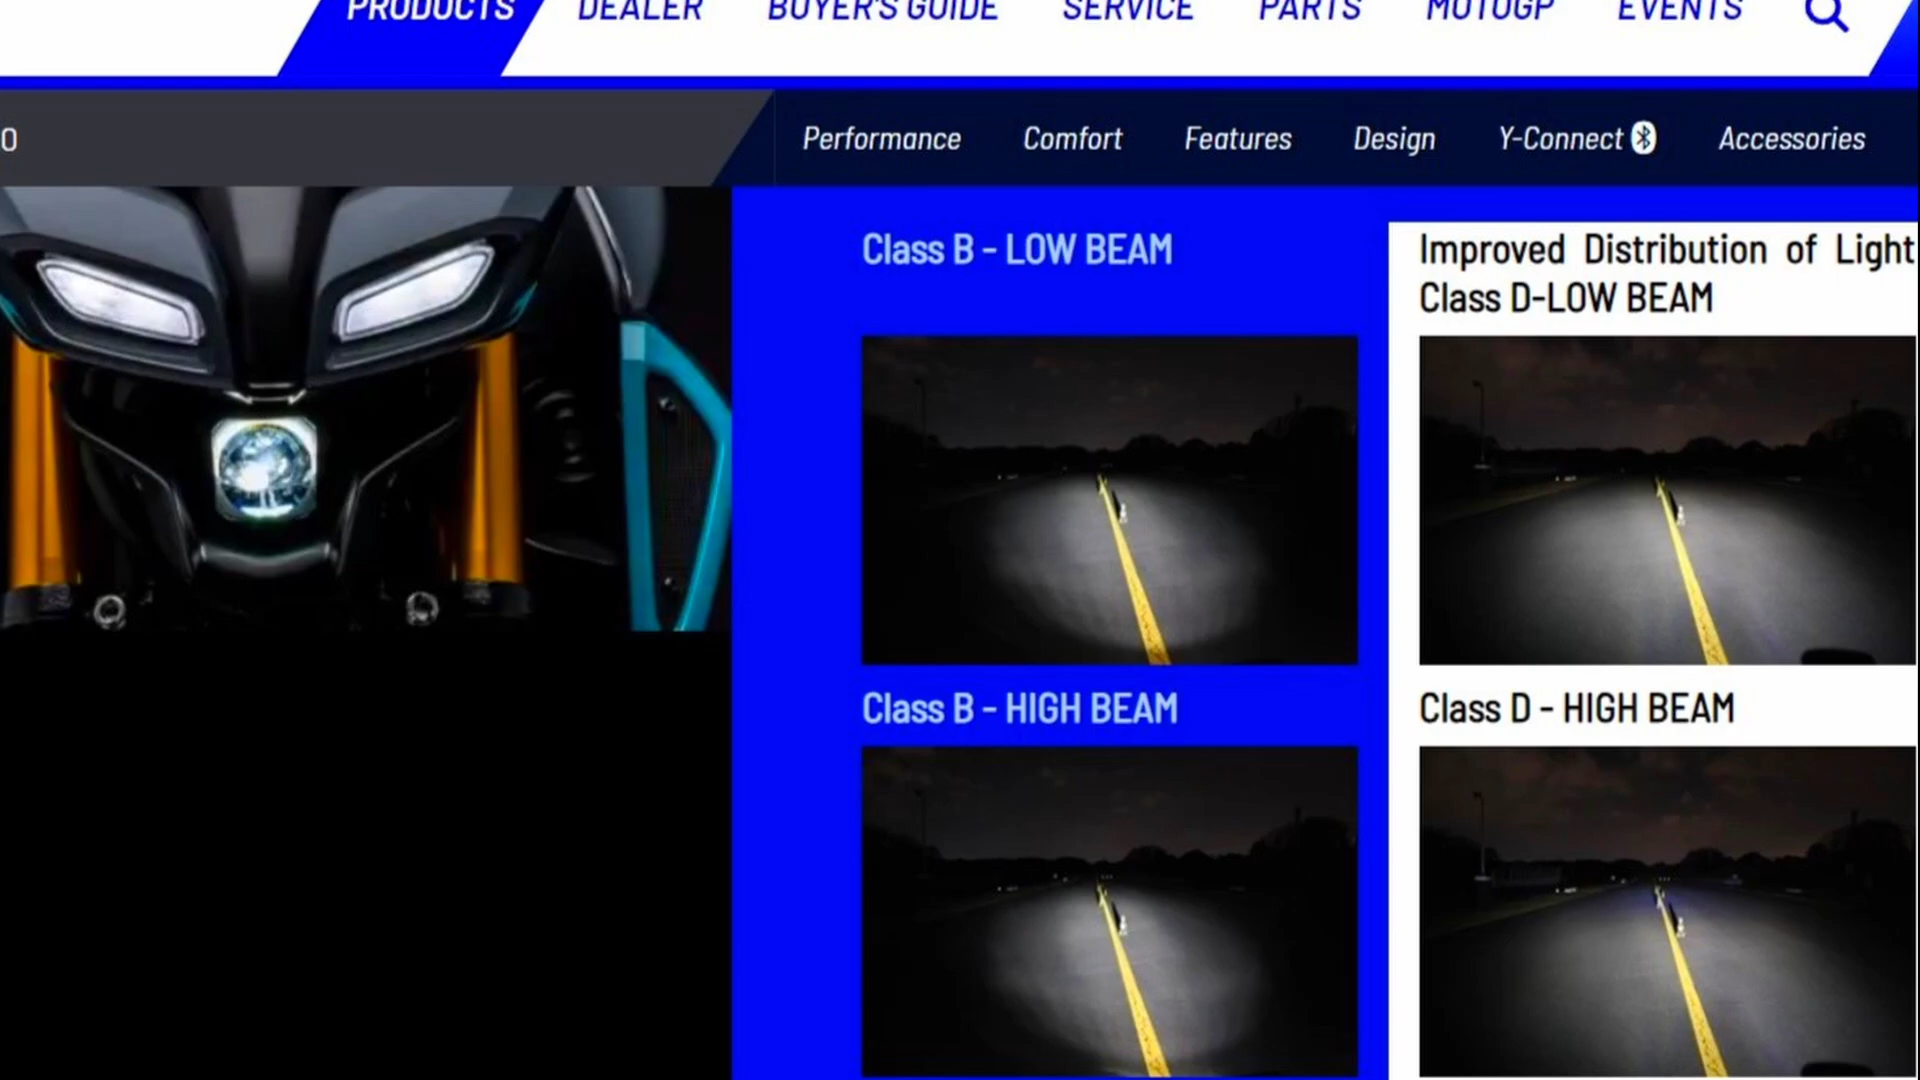 PRODUCTS DEALER BUYER'S GUIDE SERVICE PARTS MOTOGP EVENTS
0 Performance Comfort Features Design Y-Connect Accessories
Class B - LOW BEAM
Improved Distribution of Light
Class D-LOW BEAM
Class B - HIGH BEAM
Class D - HIGH BEAM